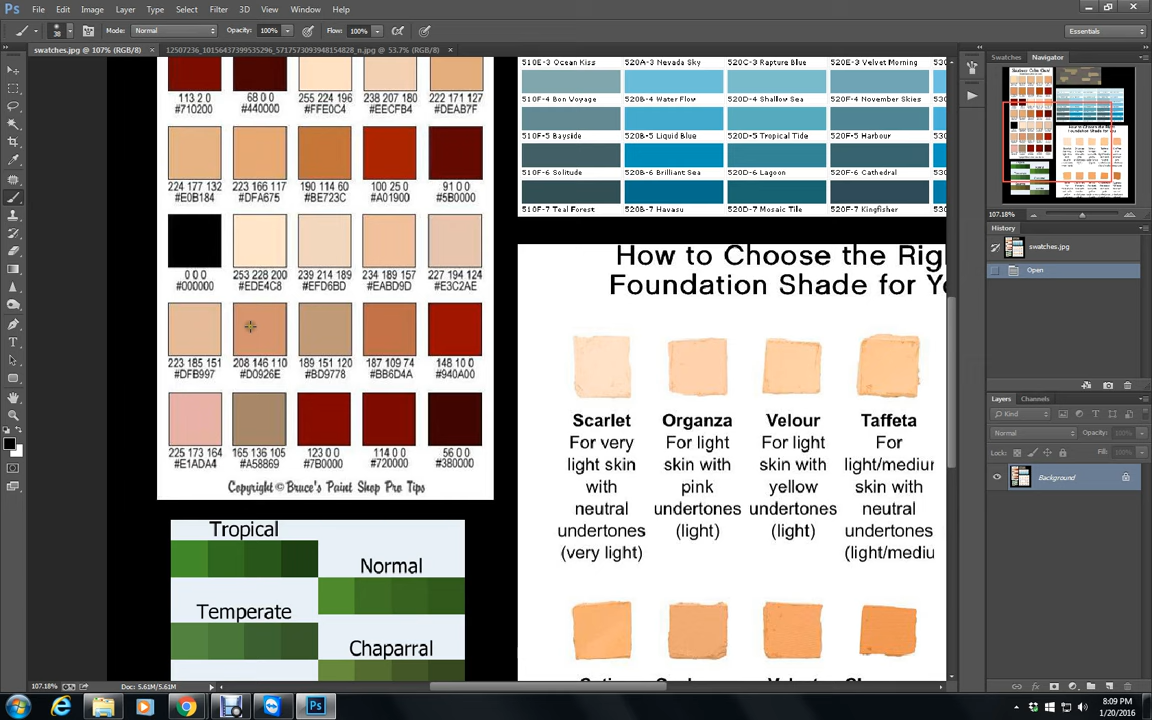 Ps File Edit Image Layer Type Select Filter 3D View Window Help
38 Mode: Normal Opacity: 100% Flow: 100% Essentials
swatches.jpg @ 107% (RGB/8) × 12507236_10156437399535296_5717573093948154828_n.jpg @ 53.7% (RGB/8) ×
113 2 0 68 0 0 255 224 196 238 207 180 222 171 127
#710200 #440000 #FFE0C4 #EECFB4 #DEAB7F
224 177 132 223 166 117 190 114 60 100 25 0 91 0 0
#E0B184 #DFA675 #BE723C #A01900 #5B0000
0 0 0 253 228 200 239 214 189 234 189 157 227 194 124
#000000 #EDE4C8 #EFD6BD #EABD9D #E3C2AE
223 185 151 208 146 110 189 151 120 187 109 74 148 10 0
#DFB997 #D0926E #BD9778 #BB6D4A #940A00
225 173 164 165 136 105 123 0 0 114 0 0 56 0 0
#E1ADA4 #A58869 #7B0000 #720000 #380000
Copyright © Bruce's Paint Shop Pro Tips
Tropical
Normal
Temperate
Chaparral
510E-3 Ocean Kiss 520A-3 Nevada Sky 520C-3 Rapture Blue 520E-3 Velvet Morning 530
510F-4 Bon Voyage 520B-4 Water Flow 520D-4 Shallow Sea 520F-4 November Skies 530
510F-5 Bayside 520B-5 Liquid Blue 520D-5 Tropical Tide 520F-5 Harbour 530
510F-6 Solitude 520B-6 Brilliant Sea 520D-6 Lagoon 520F-6 Cathedral 530
510F-7 Teal Forest 520B-7 Havasu 520D-7 Mosaic Tile 520F-7 Kingfisher 530
How to Choose the Rig
Foundation Shade for Y
Scarlet
For very
light skin
with
neutral
undertones
(very light)
Organza
For light
skin with
pink
undertones
(light)
Velour
For light
skin with
yellow
undertones
(light)
Taffeta
For
light/mediur
skin with
neutral
undertones
(light/mediu
Swatches Navigator
107.18%
History
swatches.jpg
Open
Layers Channels
Kind
Normal Opacity: 100%
Lock: Fill: 100%
Background
107.18% Doc: 5.61M/5.61M
8:09 PM
1/20/2016